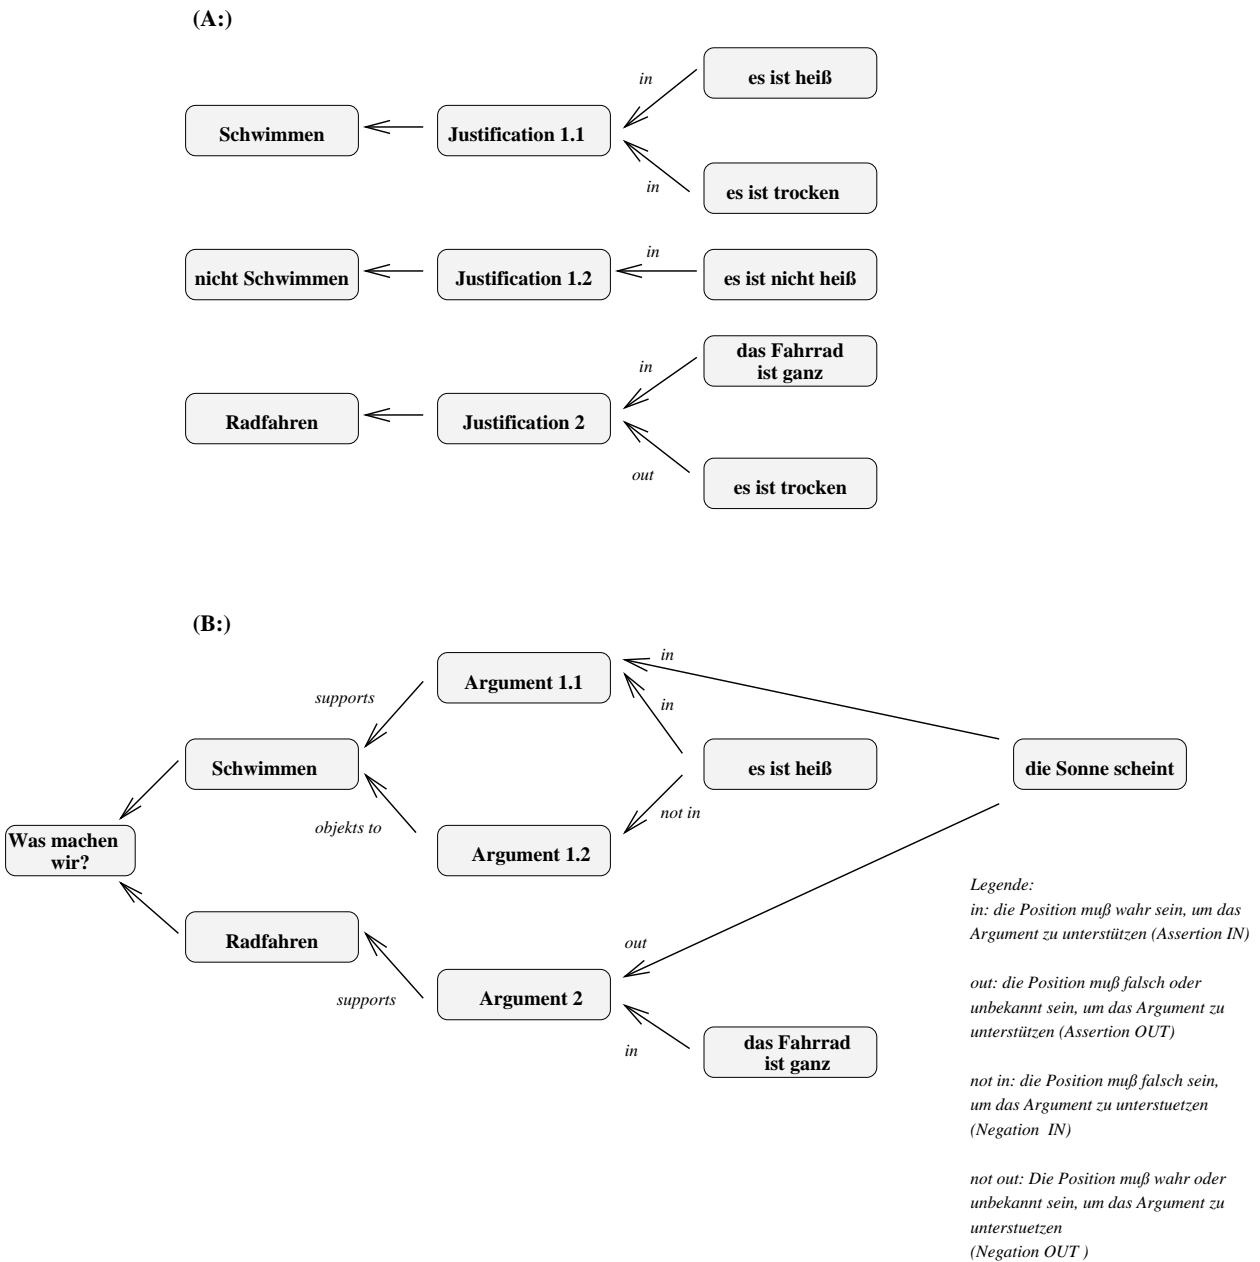 (A:)
in
es ist heiß
Schwimmen
Justification 1.1
in
es ist trocken
nicht Schwimmen
Justification 1.2
in
es ist nicht heiß
Radfahren
Justification 2
in
das Fahrrad
ist ganz
out
es ist trocken
(B:)
supports
Argument 1.1
in
in
Schwimmen
es ist heiß
die Sonne scheint
objekts to
not in
Was machen
wir?
Argument 1.2
Radfahren
supports
Argument 2
out
in
das Fahrrad
ist ganz
Legende:
in: die Position muß wahr sein, um das
Argument zu unterstützen (Assertion IN)
out: die Position muß falsch oder
unbekannt sein, um das Argument zu
unterstützen (Assertion OUT)
not in: die Position muß falsch sein,
um das Argument zu unterstuetzen
(Negation IN)
not out: Die Position muß wahr oder
unbekannt sein, um das Argument zu
unterstuetzen
(Negation OUT )